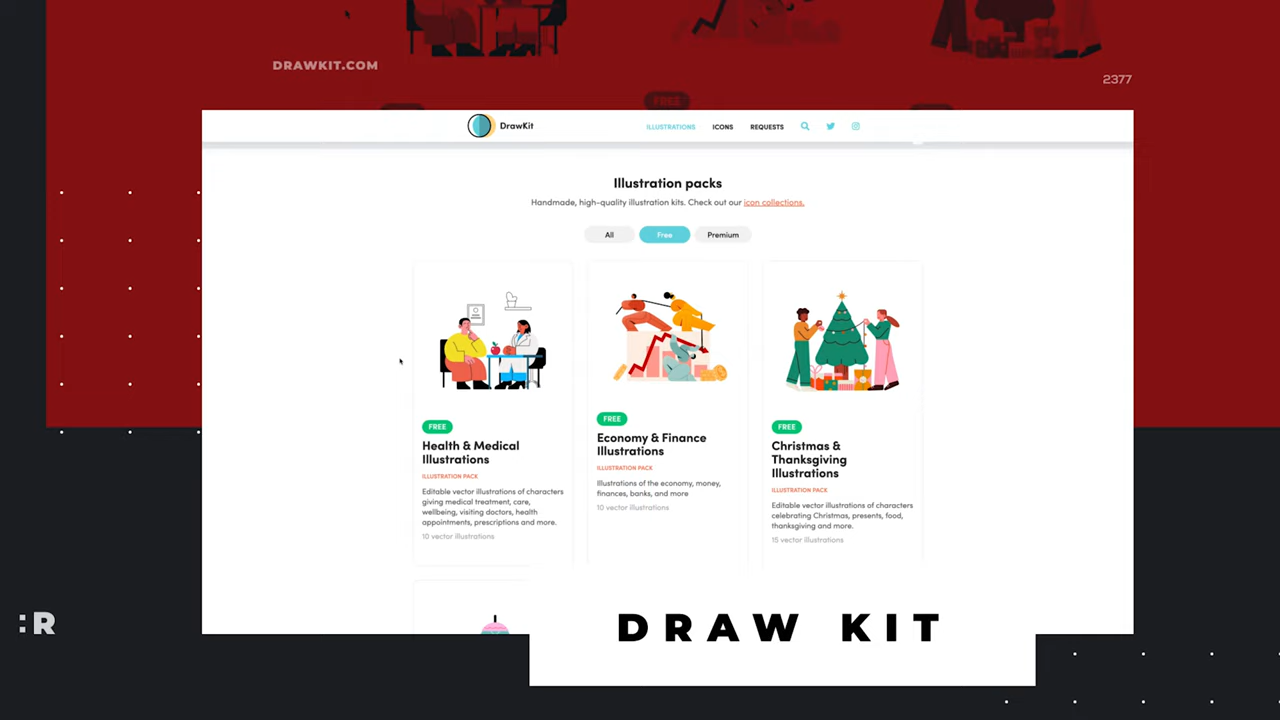 DRAWKIT.COM
2377
FREE
DrawKit
ILLUSTRATIONS ICONS REQUESTS
Illustration packs
Handmade, high-quality illustration kits. Check out our icon collections.
All Free Premium
FREE
Health & Medical
Illustrations
ILLUSTRATION PACK
Editable vector illustrations of characters
giving medical treatment, care,
wellbeing, visiting doctors, health
appointments, prescriptions and more.
10 vector illustrations
FREE
Economy & Finance
Illustrations
ILLUSTRATION PACK
Illustrations of the economy, money,
finances, banks, and more
10 vector illustrations
FREE
Christmas &
Thanksgiving
Illustrations
ILLUSTRATION PACK
Editable vector illustrations of characters
celebrating Christmas, presents, food,
thanksgiving and more.
15 vector illustrations
:R
DRAW KIT